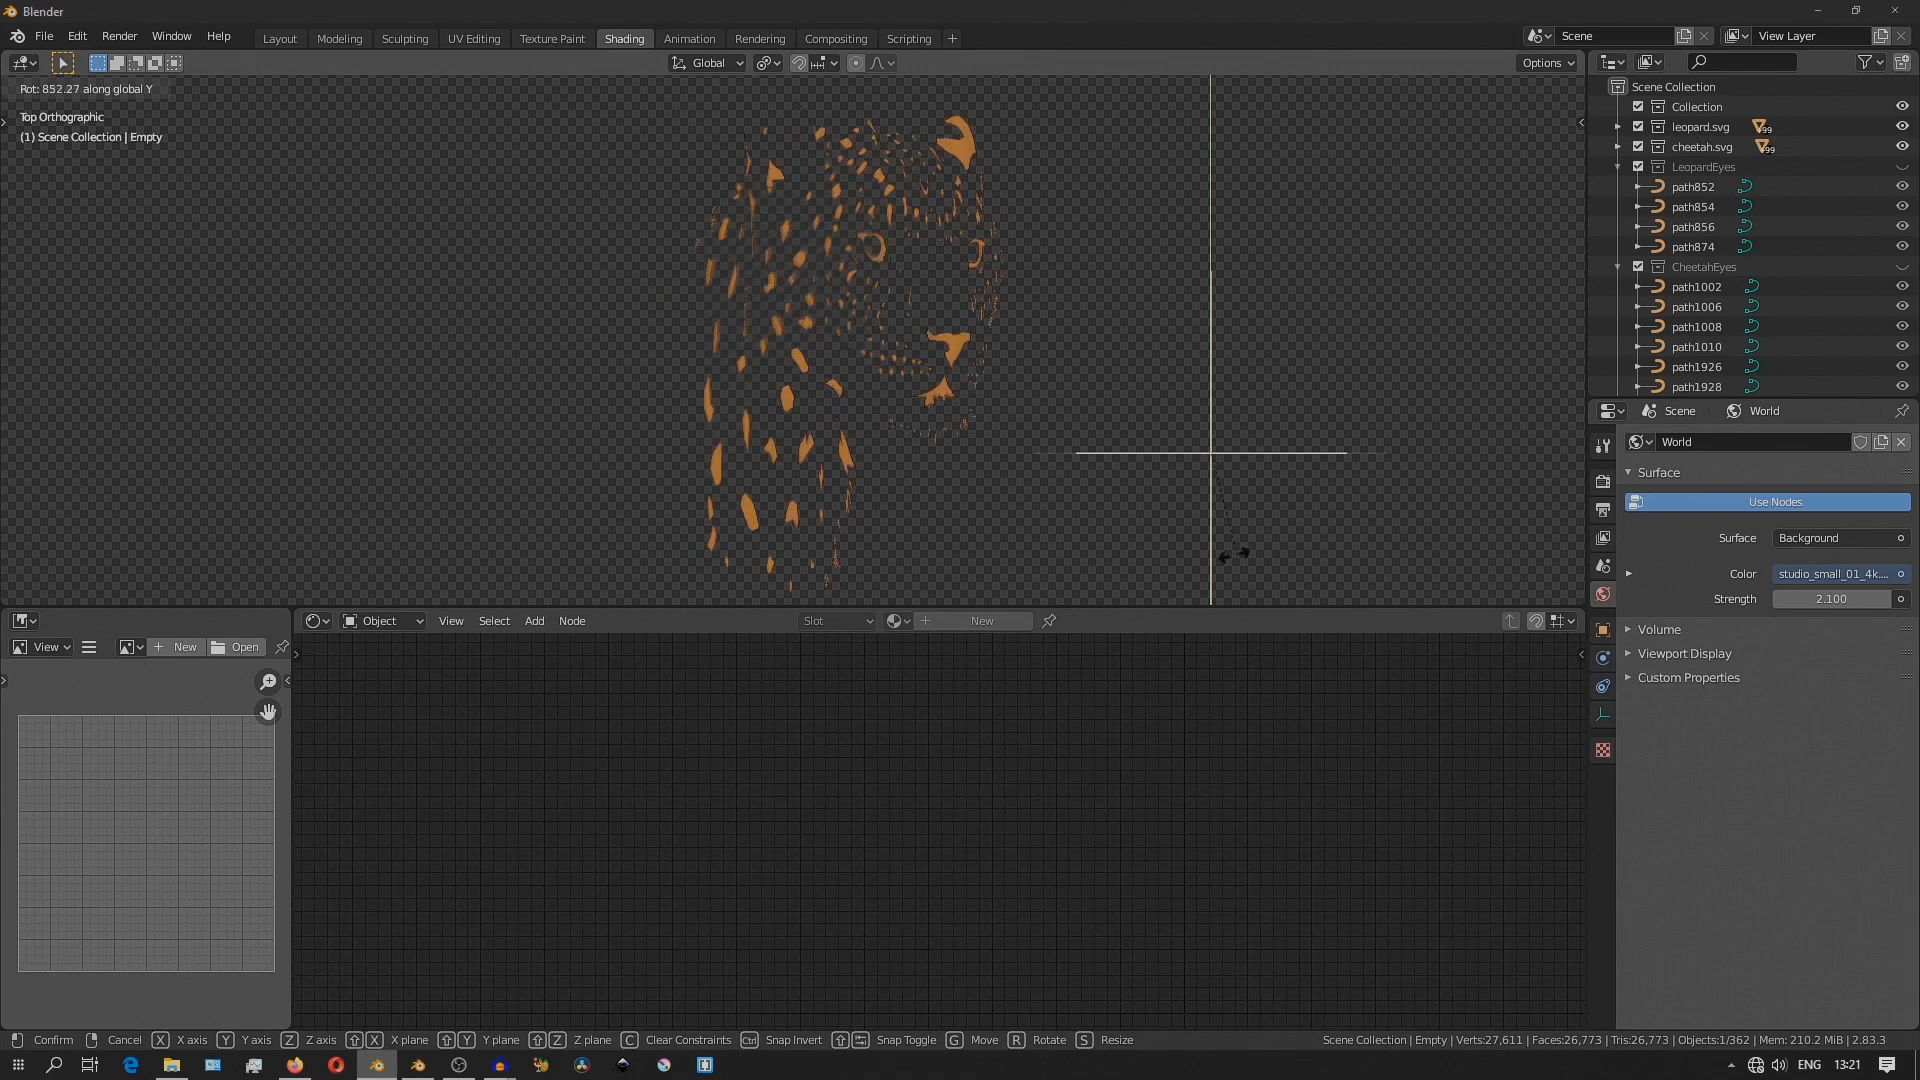 Blender
File Edit Render Window Help
Layout Modeling Sculpting UV Editing Texture Paint Shading Animation Rendering Compositing Scripting
Scene View Layer
Global Options
Rot: 852.27 along global Y
Top Orthographic
(1) Scene Collection | Empty
Scene Collection
Collection
leopard.svg +99
cheetah.svg +99
LeopardEyes
path852
path854
path856
path874
CheetahEyes
path1002
path1006
path1008
path1010
path1926
path1928
Scene World
World
Surface
Use Nodes
Surface Background
Color studio_small_01_4k....
Strength 2.100
Volume
Viewport Display
Custom Properties
Object View Select Add Node Slot New
View New Open
Confirm Cancel X X axis Y Y axis Z Z axis X X plane Y Y plane Z Z plane C Clear Constraints Ctrl Snap Invert Snap Toggle G Move R Rotate S Resize
Scene Collection | Empty | Verts:27,611 | Faces:26,773 | Tris:26,773 | Objects:1/362 | Mem: 210.2 MiB | 2.83.3
ENG 13:21